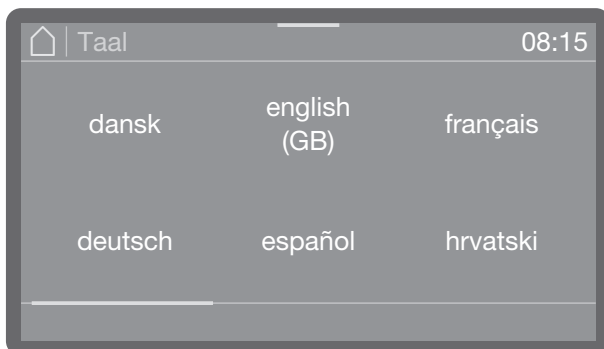 Taal
08:15
dansk
english
(GB)
français
deutsch
español
hrvatski